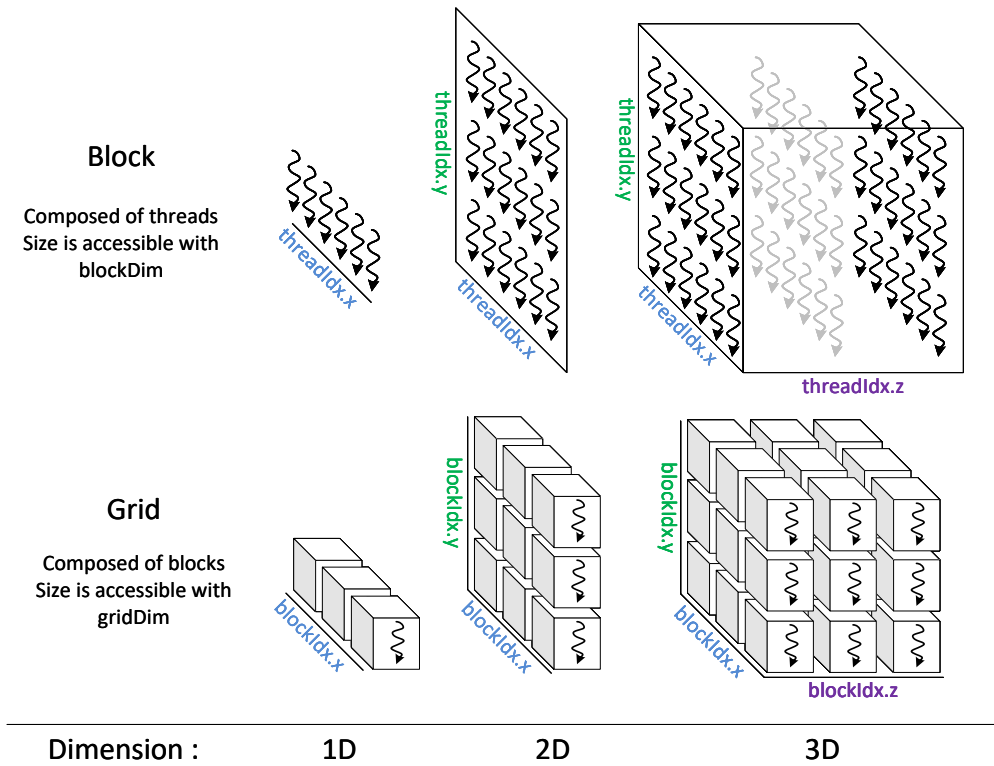 Block
Composed of threads
Size is accessible with
blockDim
threadIdx.x
threadIdx.y
threadIdx.x
threadIdx.y
threadIdx.x
threadIdx.z
Grid
Composed of blocks
Size is accessible with
gridDim
blockIdx.x
blockIdx.y
blockIdx.x
blockIdx.y
blockIdx.x
blockIdx.z
Dimension : 1D 2D 3D